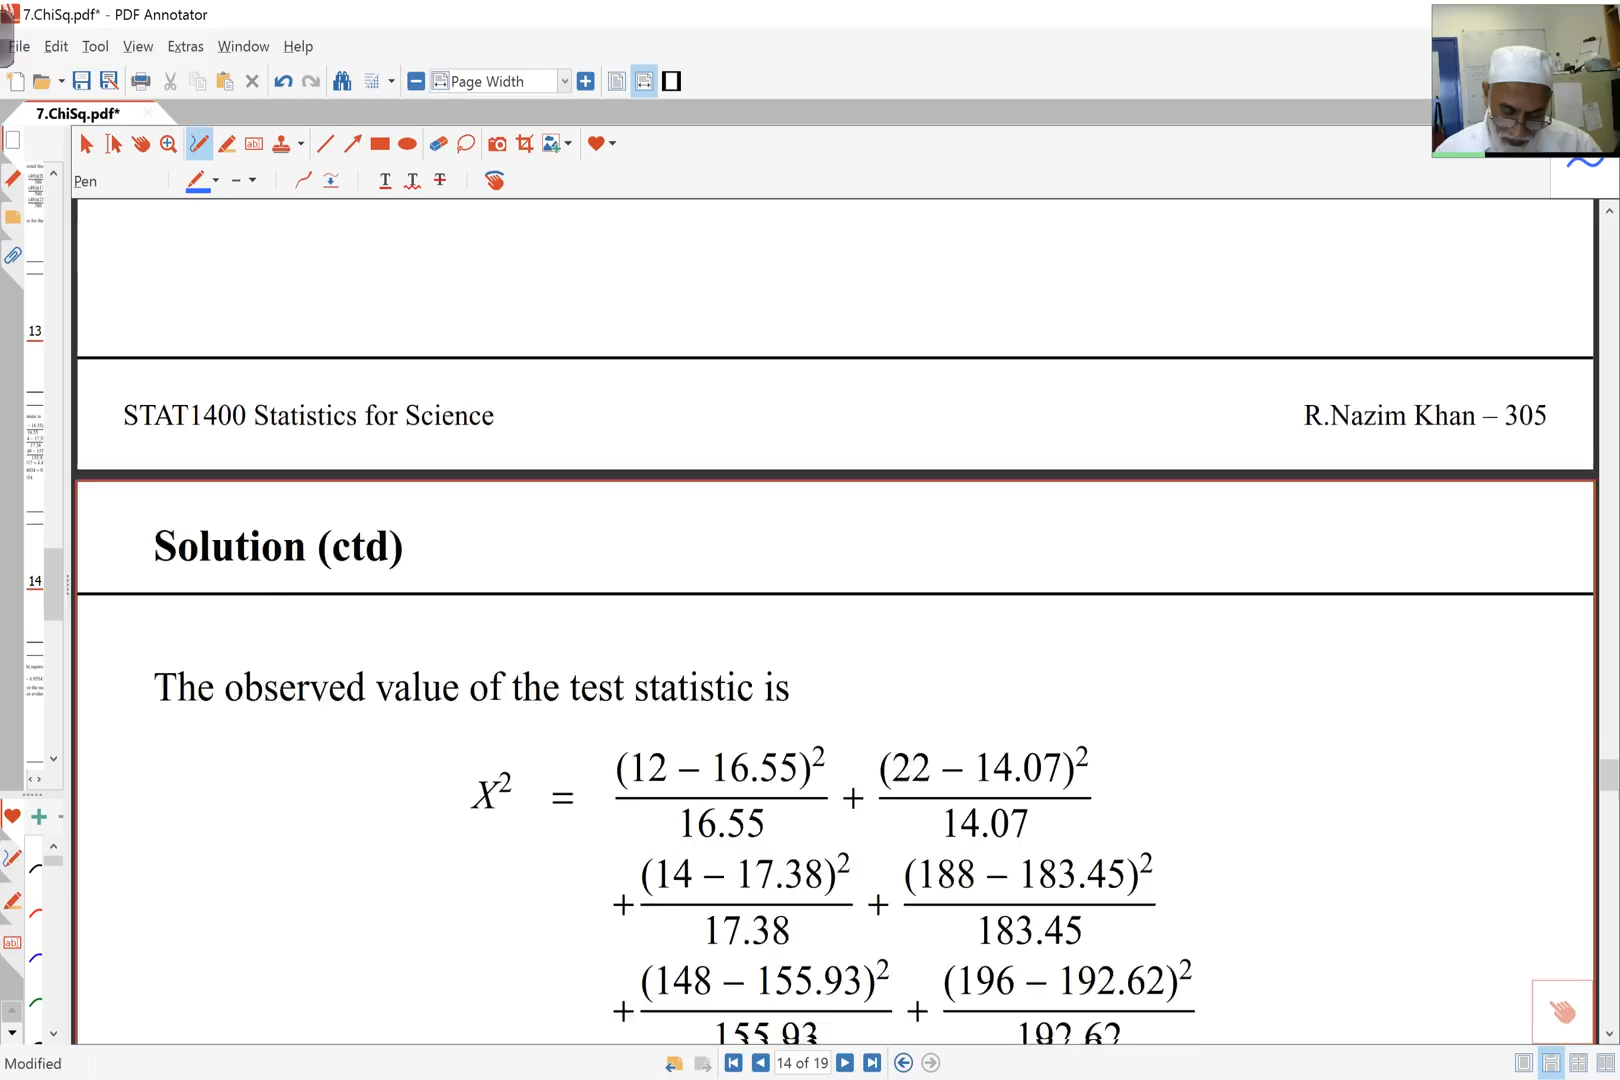 7.ChiSq.pdf* - PDF Annotator
File Edit Tool View Extras Window Help
Page Width
7.ChiSq.pdf*
Pen
13
14
STAT1400 Statistics for Science
R.Nazim Khan – 305
Solution (ctd)
The observed value of the test statistic is
X² = (12 – 16.55)² / 16.55 + (22 – 14.07)² / 14.07
+ (14 – 17.38)² / 17.38 + (188 – 183.45)² / 183.45
+ (148 – 155.93)² / 155.93 + (196 – 192.62)² / 192.62
Modified
14 of 19